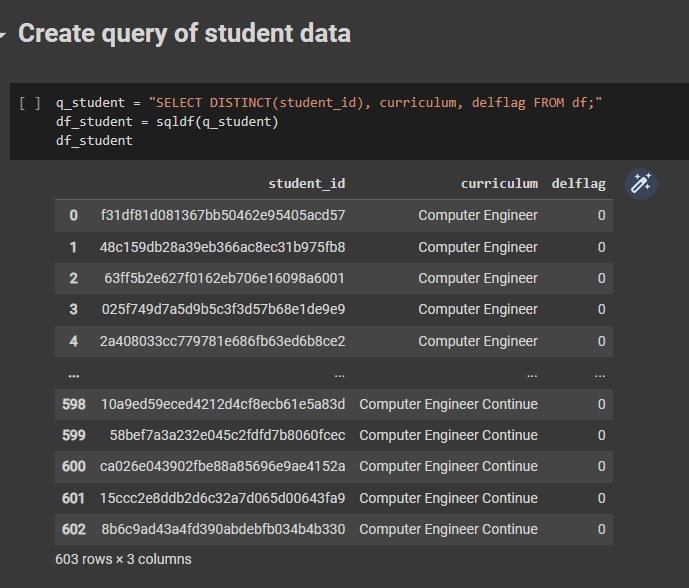 Create query of student data
[ ] q_student = "SELECT DISTINCT(student_id), curriculum, delflag FROM df;"
df_student = sqldf(q_student)
df_student
student_id curriculum delflag
0 f31df81d081367bb50462e95405acd57 Computer Engineer 0
1 48c159db28a39eb366ac8ec31b975fb8 Computer Engineer 0
2 63ff5b2e627f0162eb706e16098a6001 Computer Engineer 0
3 025f749d7a5d9b5c3f3d57b68e1de9e9 Computer Engineer 0
4 2a408033cc779781e686fb63ed6b8ce2 Computer Engineer 0
... ... ... ...
598 10a9ed59eced4212d4cf8ecb61e5a83d Computer Engineer Continue 0
599 58bef7a3a232e045c2fdfd7b8060fcec Computer Engineer Continue 0
600 ca026e043902fbe88a85696e9ae4152a Computer Engineer Continue 0
601 15ccc2e8ddb2d6c32a7d065d00643fa9 Computer Engineer Continue 0
602 8b6c9ad43a4fd390abdebfb034b4b330 Computer Engineer Continue 0
603 rows × 3 columns